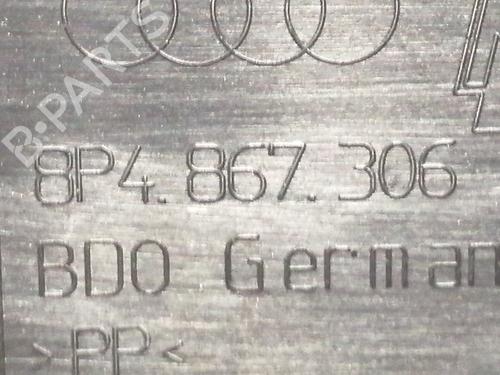 B-PARTS
8P4.867.306
BDO German
>PP<